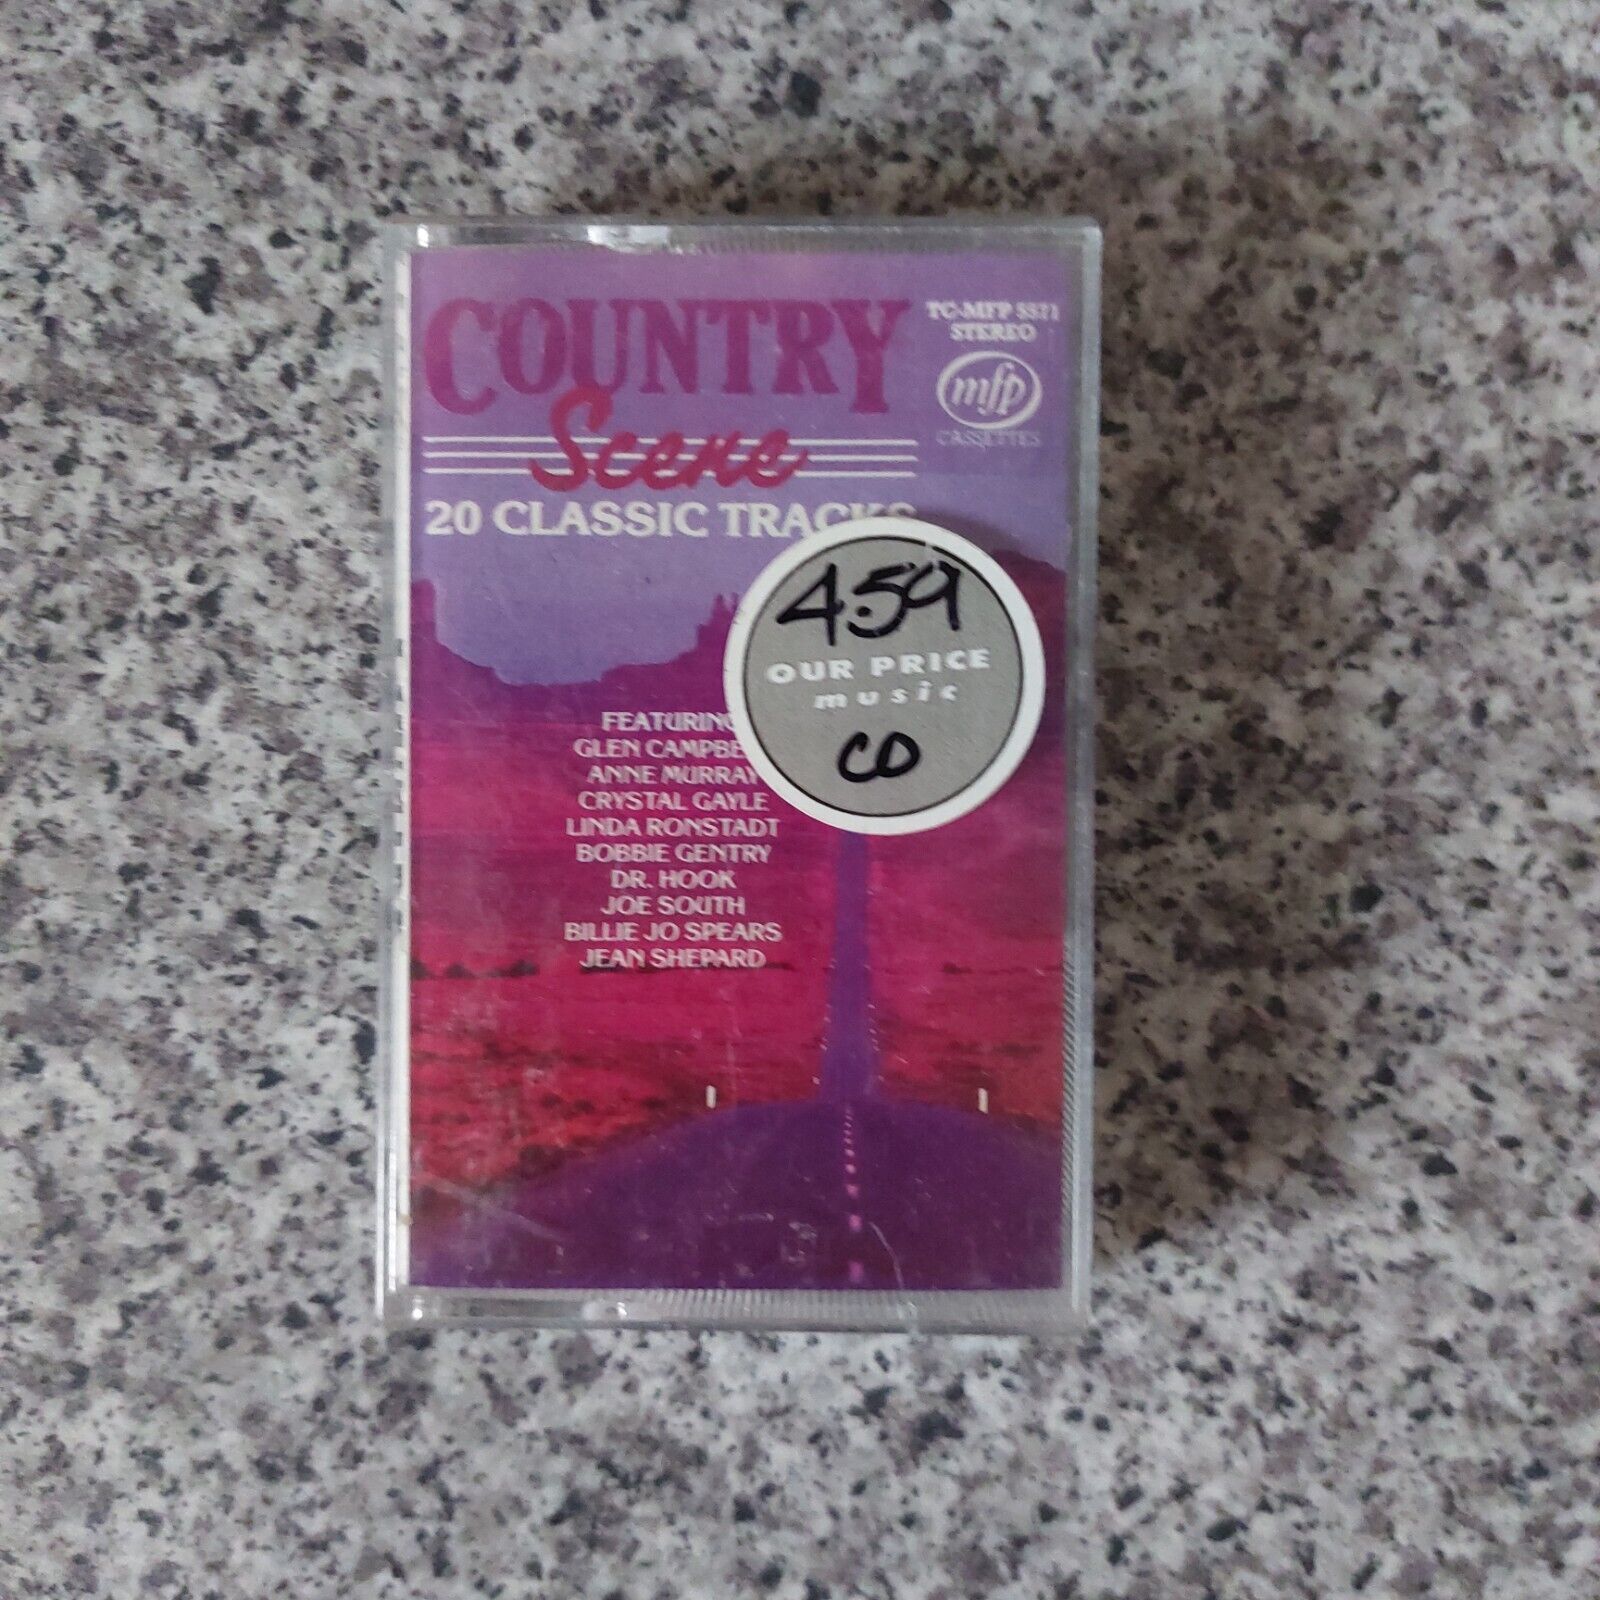 COUNTRY
Scene
20 CLASSIC TRACKS
TC-MFP 5571
STEREO
mfp
CASSETTES
4.59
OUR PRICE
music
CD
FEATURING
GLEN CAMPBE
ANNE MURRAY
CRYSTAL GAYLE
LINDA RONSTADT
BOBBIE GENTRY
DR. HOOK
JOE SOUTH
BILLIE JO SPEARS
JEAN SHEPARD